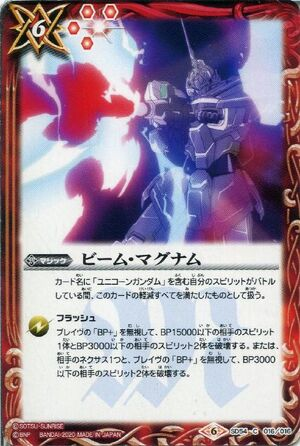 6
マジック
ビーム・マグナム
カード名に「ユニコーンガンダム」を含む自分のスピリットがバトル
している間、このカードの軽減すべてを満たしたものとして扱う。
フラッシュ
ブレイヴの「BP+」を無視して、BP15000以下の相手のスピリッ
ト1体とBP3000以下の相手のスピリット2体を破壊する。また
は、相手のネクサス1つと、ブレイヴの「BP+」を無視して、BP3000
以下の相手のスピリット2体を破壊する。
©SOTSU・SUNRISE
©BNP BANDAI 2020 MADE IN JAPAN
6 SD54 - C 016/016